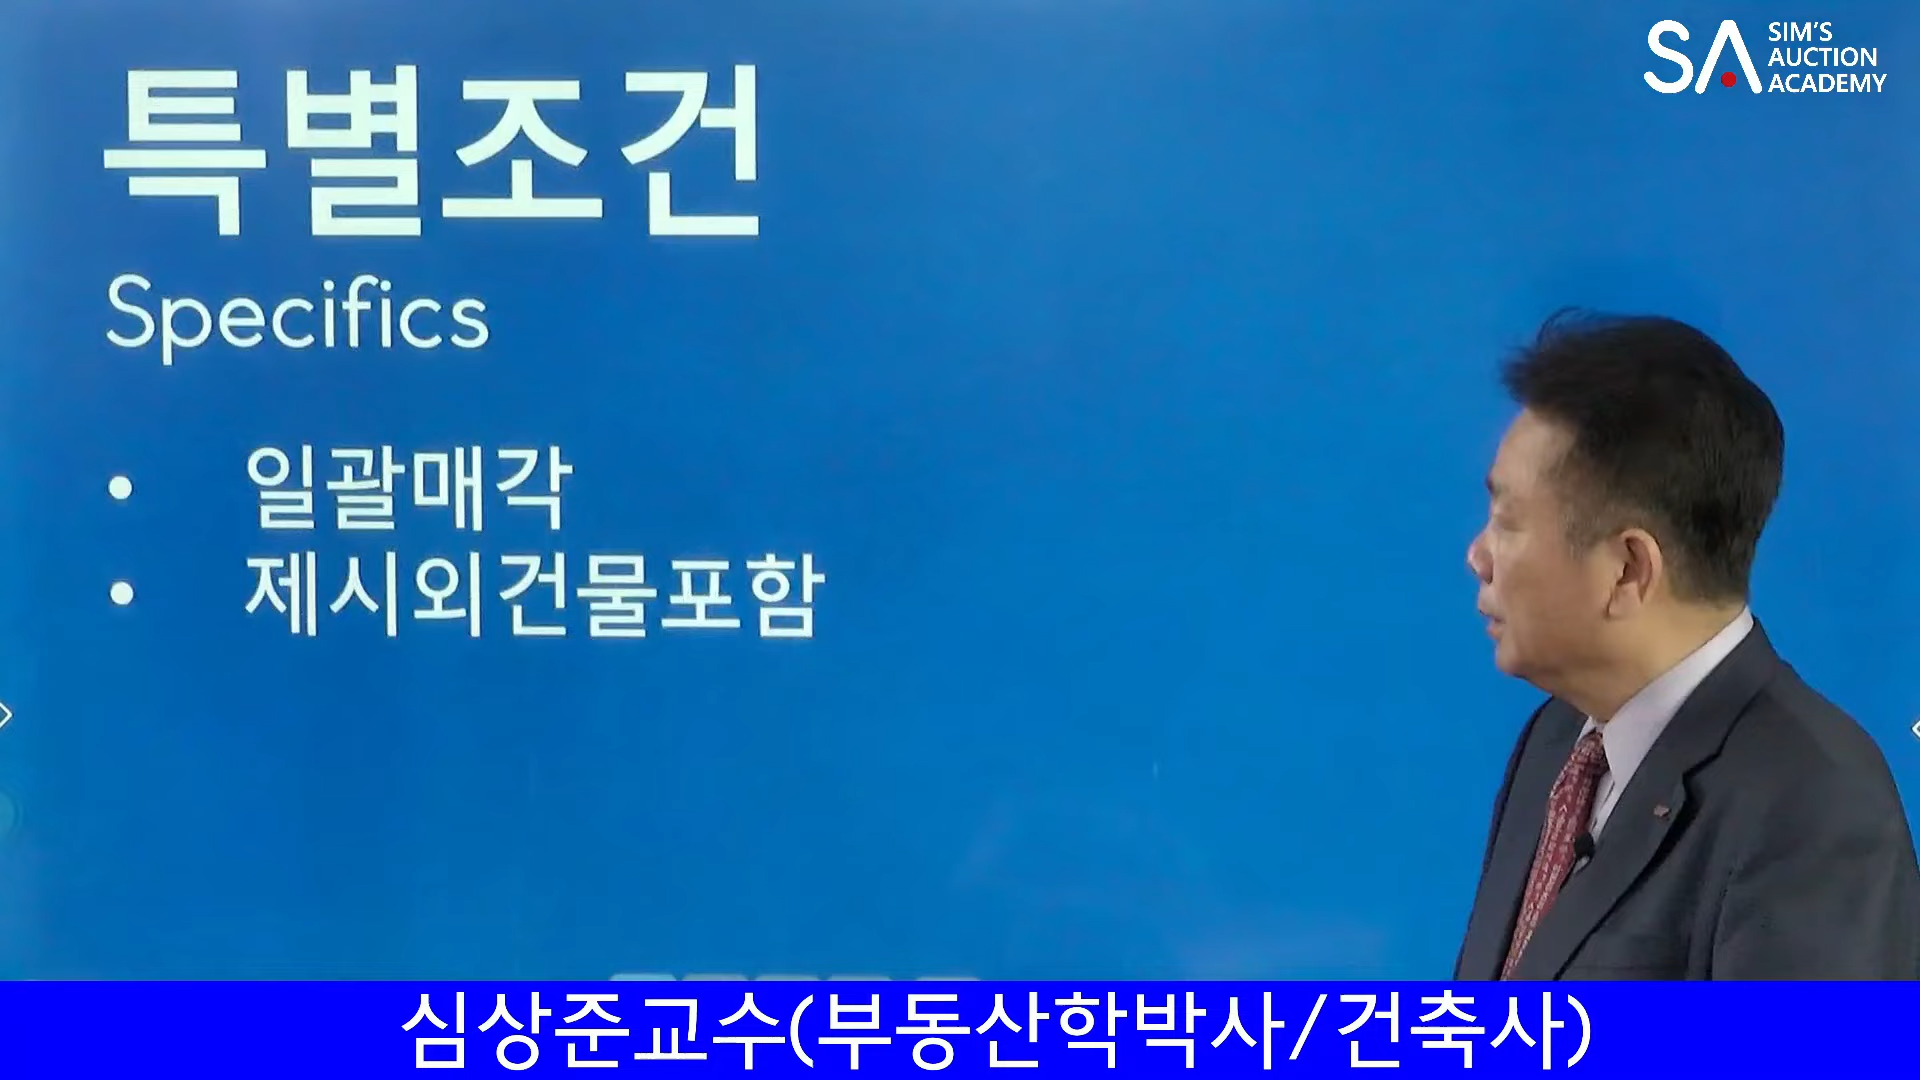 SA SIM'S
AUCTION
ACADEMY
특별조건
Specifics
• 일괄매각
• 제시외건물포함
심상준교수(부동산학박사/건축사)